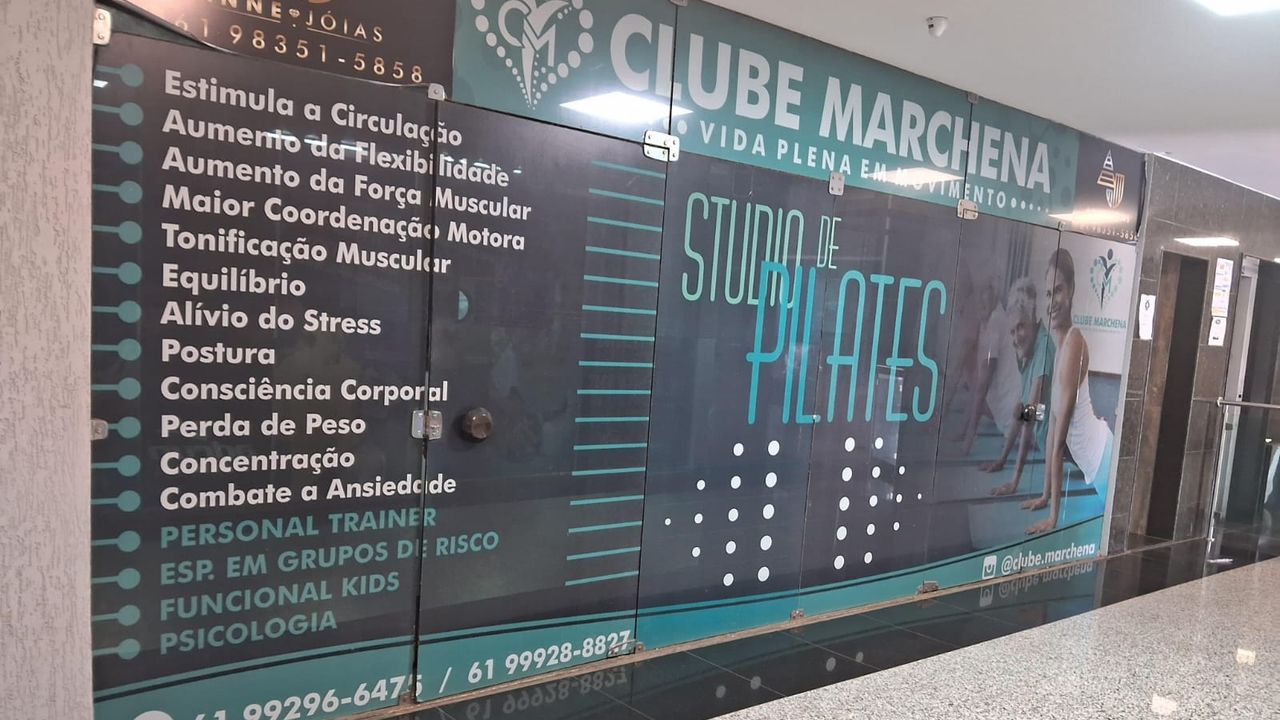 JÓIAS
61 98351-5858
CM
CLUBE MARCHENA
• VIDA PLENA EM MOVIMENTO •••••
Estimula a Circulação
Aumento da Flexibilidade
Aumento da Força Muscular
Maior Coordenação Motora
Tonificação Muscular
Equilíbrio
Alívio do Stress
Postura
Consciência Corporal
Perda de Peso
Concentração
Combate a Ansiedade
PERSONAL TRAINER
ESP. EM GRUPOS DE RISCO
FUNCIONAL KIDS
PSICOLOGIA
61 99296-6475 / 61 99928-8827
STUDIO DE
PILATES
CLUBE MARCHENA
@clube.marchena